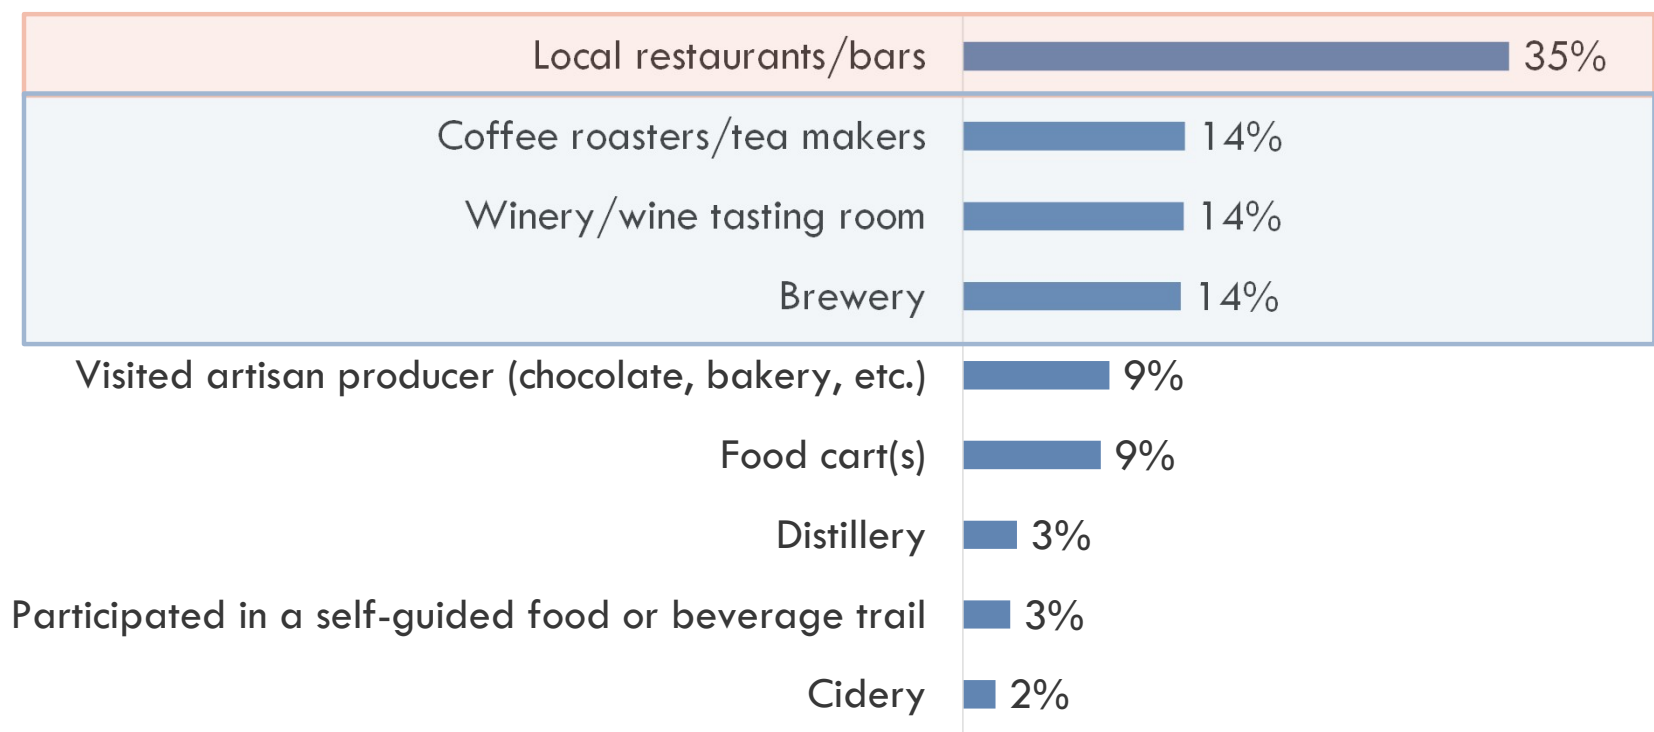 Local restaurants/bars 35%
Coffee roasters/tea makers 14%
Winery/wine tasting room 14%
Brewery 14%
Visited artisan producer (chocolate, bakery, etc.) 9%
Food cart(s) 9%
Distillery 3%
Participated in a self-guided food or beverage trail 3%
Cidery 2%